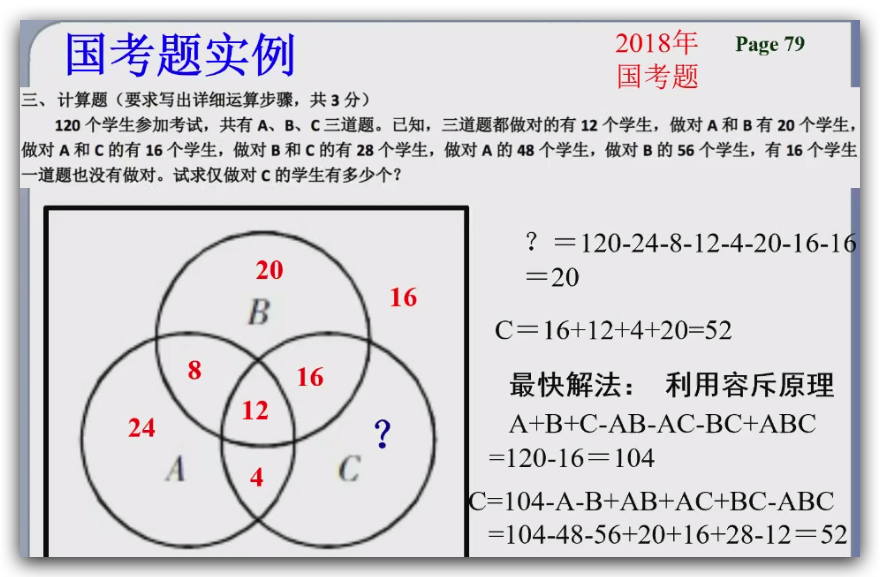 国考题实例
2018年
国考题
Page 79
三、计算题（要求写出详细运算步骤，共 3 分）
120 个学生参加考试，共有 A、B、C 三道题。已知，三道题都做对的有 12 个学生，做对 A 和 B 有 20 个学生，
做对 A 和 C 的有 16 个学生，做对 B 和 C 的有 28 个学生，做对 A 的 48 个学生，做对 B 的 56 个学生，有 16 个学生
一道题也没有做对。试求仅做对 C 的学生有多少个？
20
B
16
8
16
12
24
?
A
4
C
？＝120-24-8-12-4-20-16-16
＝20
C＝16+12+4+20=52
最快解法： 利用容斥原理
A+B+C-AB-AC-BC+ABC
=120-16＝104
C=104-A-B+AB+AC+BC-ABC
=104-48-56+20+16+28-12＝52